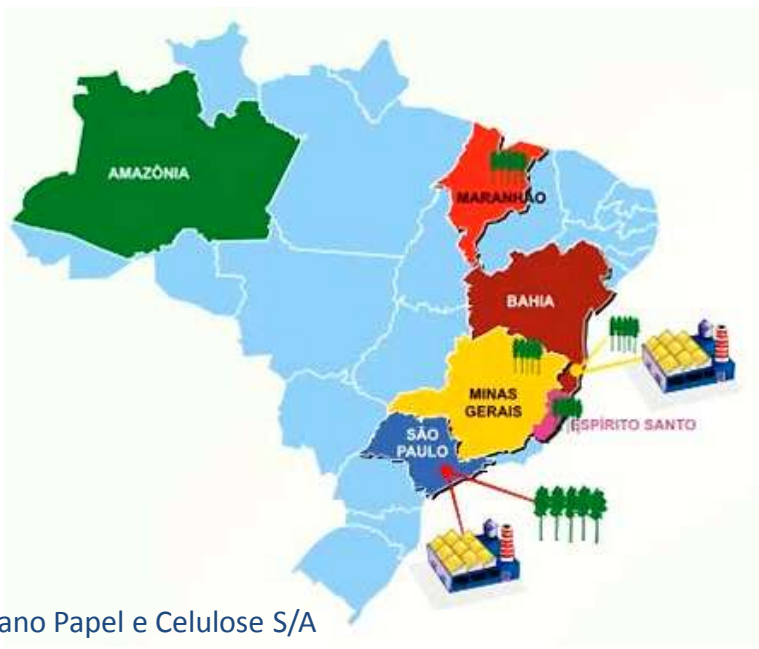 AMAZÔNIA
MARANHÃO
BAHIA
MINAS
GERAIS
ESPÍRITO SANTO
SÃO
PAULO
ano Papel e Celulose S/A